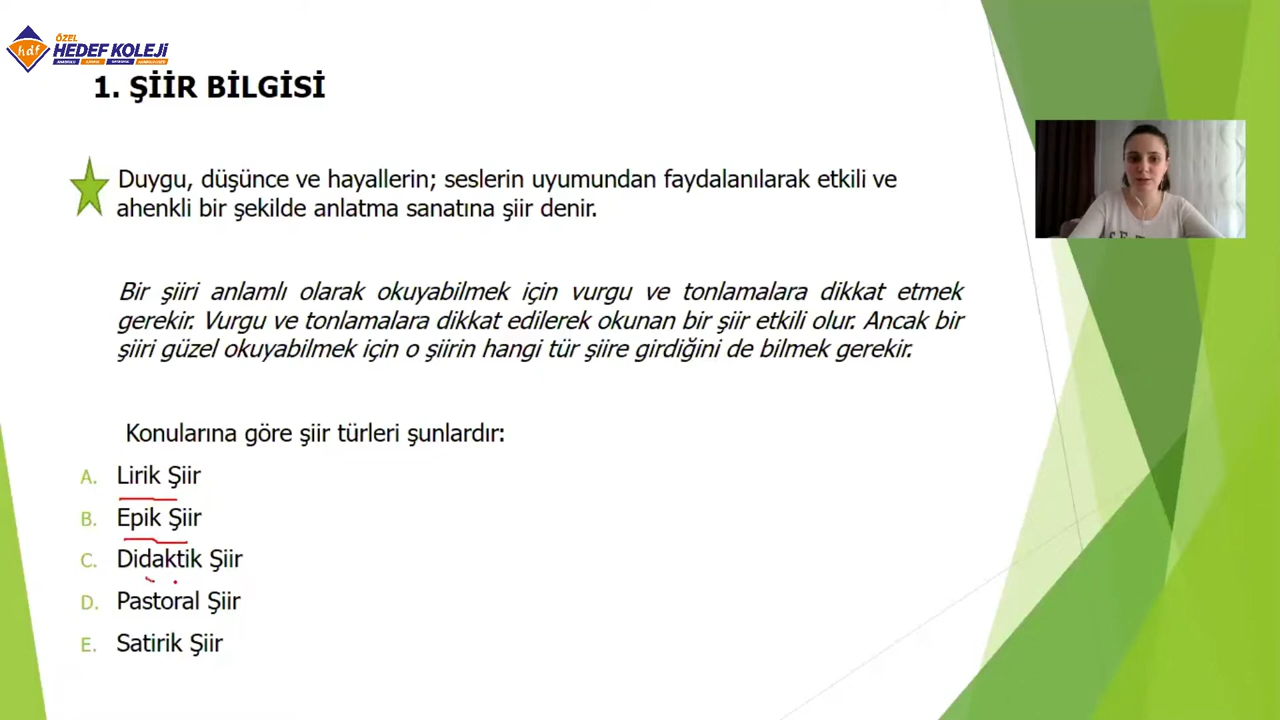 ÖZEL
hdf HEDEF KOLEJİ
1. ŞİİR BİLGİSİ
Duygu, düşünce ve hayallerin; seslerin uyumundan faydalanılarak etkili ve
ahenkli bir şekilde anlatma sanatına şiir denir.
Bir şiiri anlamlı olarak okuyabilmek için vurgu ve tonlamalara dikkat etmek
gerekir. Vurgu ve tonlamalara dikkat edilerek okunan bir şiir etkili olur. Ancak bir
şiiri güzel okuyabilmek için o şiirin hangi tür şiire girdiğini de bilmek gerekir.
Konularına göre şiir türleri şunlardır:
A. Lirik Şiir
B. Epik Şiir
C. Didaktik Şiir
D. Pastoral Şiir
E. Satirik Şiir